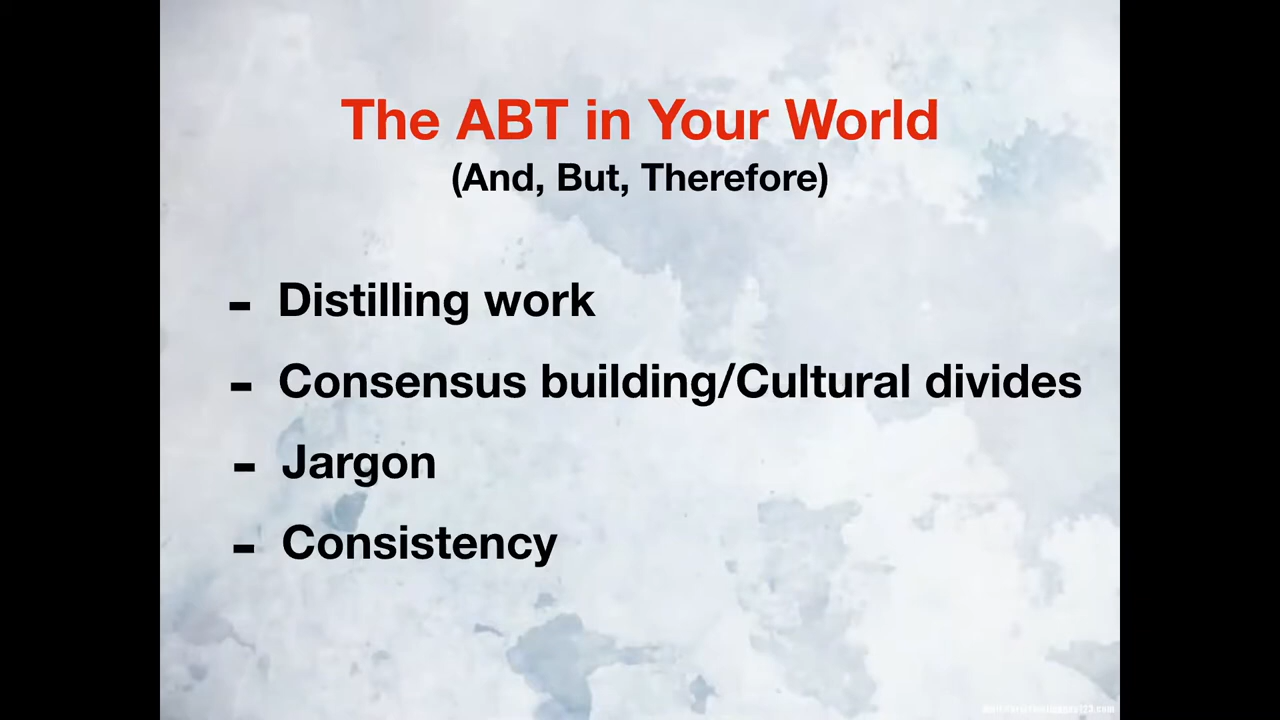 The ABT in Your World
(And, But, Therefore)
- Distilling work
- Consensus building/Cultural divides
- Jargon
- Consistency